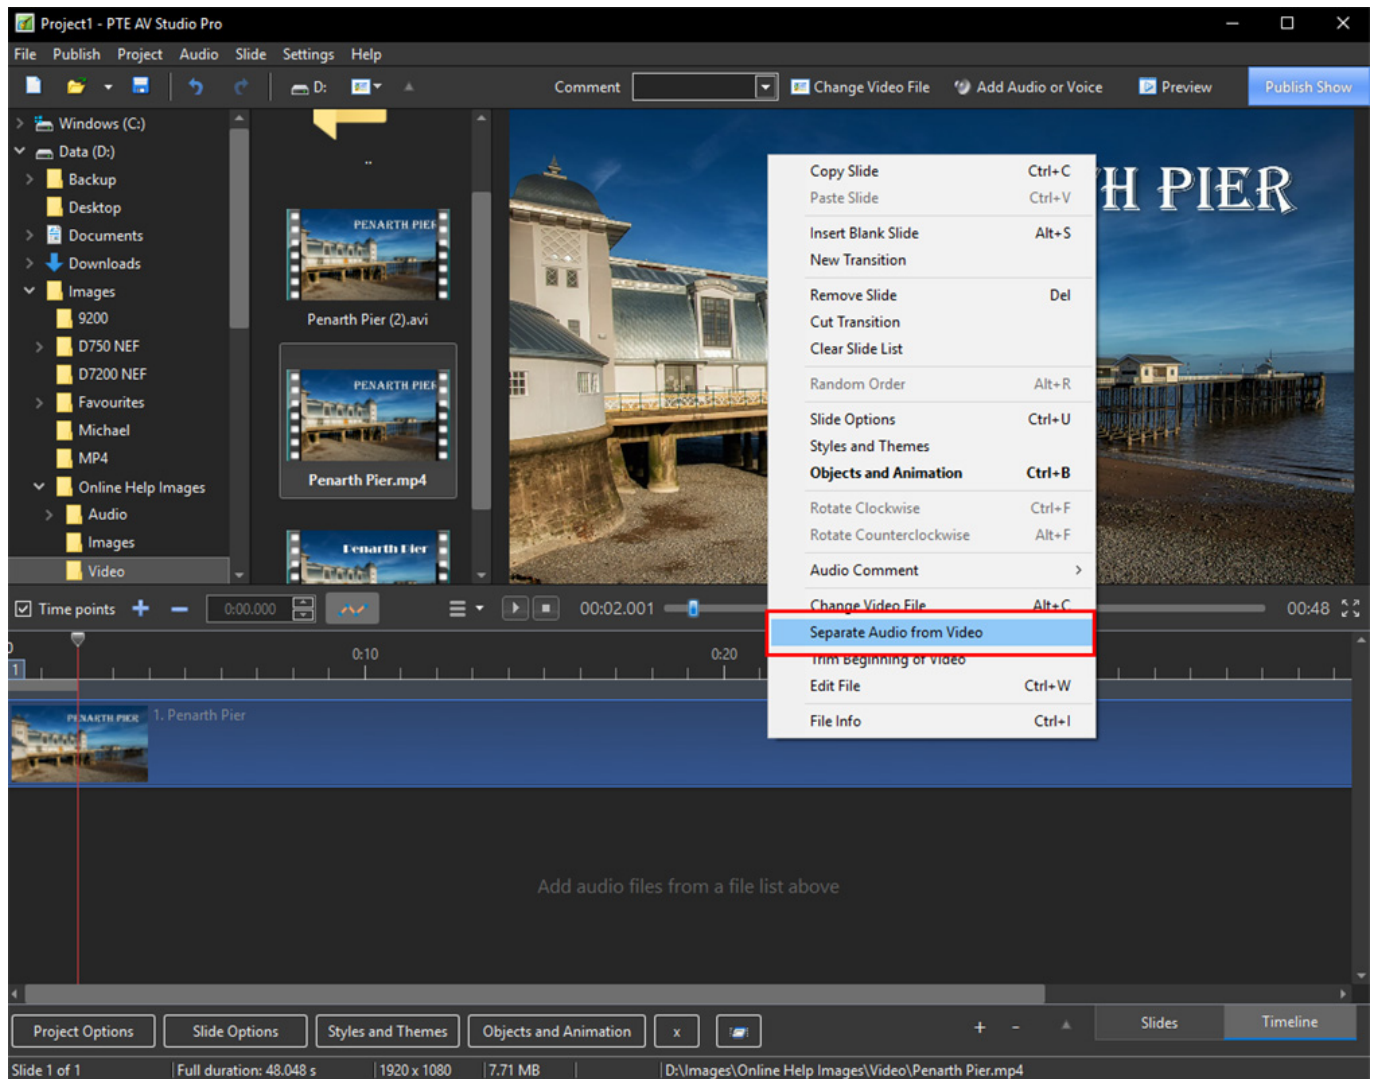 Project1 - PTE AV Studio Pro
File Publish Project Audio Slide Settings Help
D: Comment Change Video File Add Audio or Voice Preview Publish Show
Windows (C:)
Data (D:)
Backup
Desktop
Documents
Downloads
Images
9200
D750 NEF
D7200 NEF
Favourites
Michael
MP4
Online Help Images
Audio
Images
Video
..
PENARTH PIER
Penarth Pier (2).avi
PENARTH PIER
Penarth Pier.mp4
Penarth Pier
H PIER
Copy Slide Ctrl+C
Paste Slide Ctrl+V
Insert Blank Slide Alt+S
New Transition
Remove Slide Del
Cut Transition
Clear Slide List
Random Order Alt+R
Slide Options Ctrl+U
Styles and Themes
Objects and Animation Ctrl+B
Rotate Clockwise Ctrl+F
Rotate Counterclockwise Alt+F
Audio Comment
Change Video File Alt+C
Separate Audio from Video
Trim Beginning of Video
Edit File Ctrl+W
File Info Ctrl+I
Time points 0:00.000 00:02.001 00:48
0:10 0:20
1
PENARTH PIER 1. Penarth Pier
Add audio files from a file list above
Project Options Slide Options Styles and Themes Objects and Animation x + - Slides Timeline
Slide 1 of 1 Full duration: 48.048 s 1920 x 1080 7.71 MB D:\Images\Online Help Images\Video\Penarth Pier.mp4